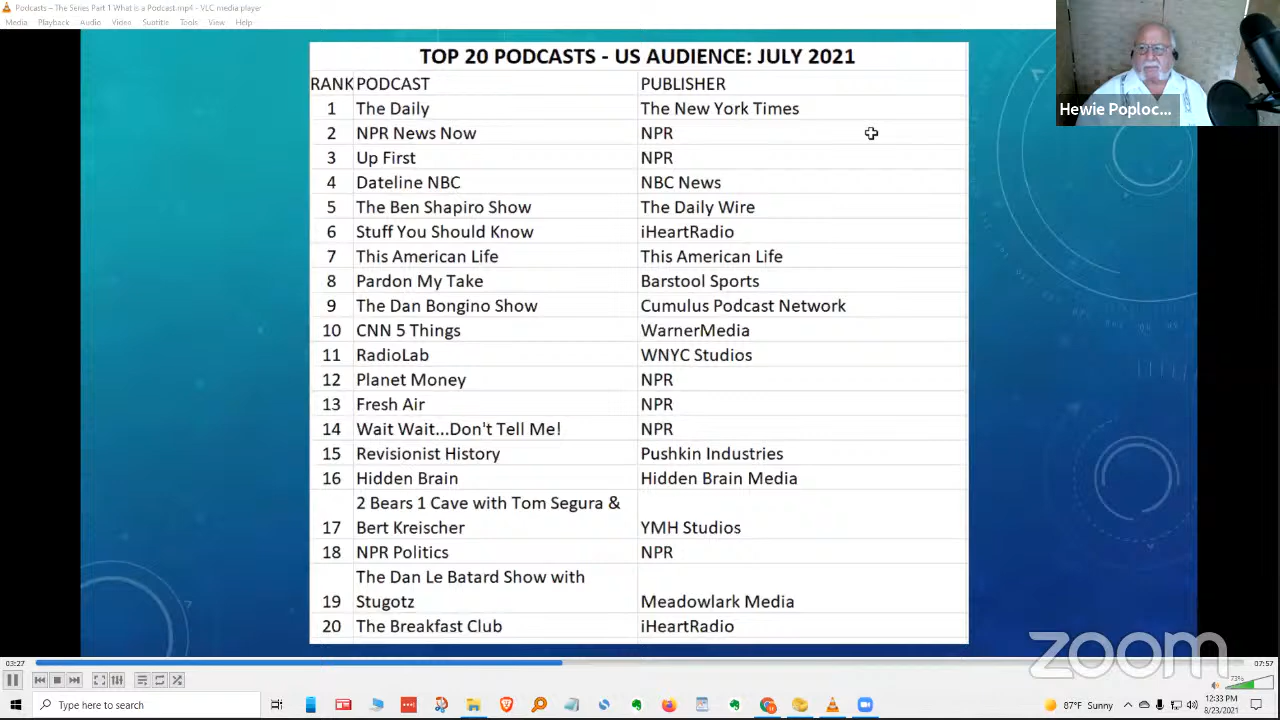 Podcasts – The Series Part 1 What is a Podcast.mp4 - VLC media player
Media Playback Audio Video Subtitle Tools View Help
TOP 20 PODCASTS - US AUDIENCE: JULY 2021
RANK PODCAST PUBLISHER
1 The Daily The New York Times
2 NPR News Now NPR
3 Up First NPR
4 Dateline NBC NBC News
5 The Ben Shapiro Show The Daily Wire
6 Stuff You Should Know iHeartRadio
7 This American Life This American Life
8 Pardon My Take Barstool Sports
9 The Dan Bongino Show Cumulus Podcast Network
10 CNN 5 Things WarnerMedia
11 RadioLab WNYC Studios
12 Planet Money NPR
13 Fresh Air NPR
14 Wait Wait...Don't Tell Me! NPR
15 Revisionist History Pushkin Industries
16 Hidden Brain Hidden Brain Media
2 Bears 1 Cave with Tom Segura &
17 Bert Kreischer YMH Studios
18 NPR Politics NPR
The Dan Le Batard Show with
19 Stugotz Meadowlark Media
20 The Breakfast Club iHeartRadio
Hewie Poploc...
zoom
03:27 07:57
73%
Type here to search
87°F Sunny
12:33 PM
8/23/2021